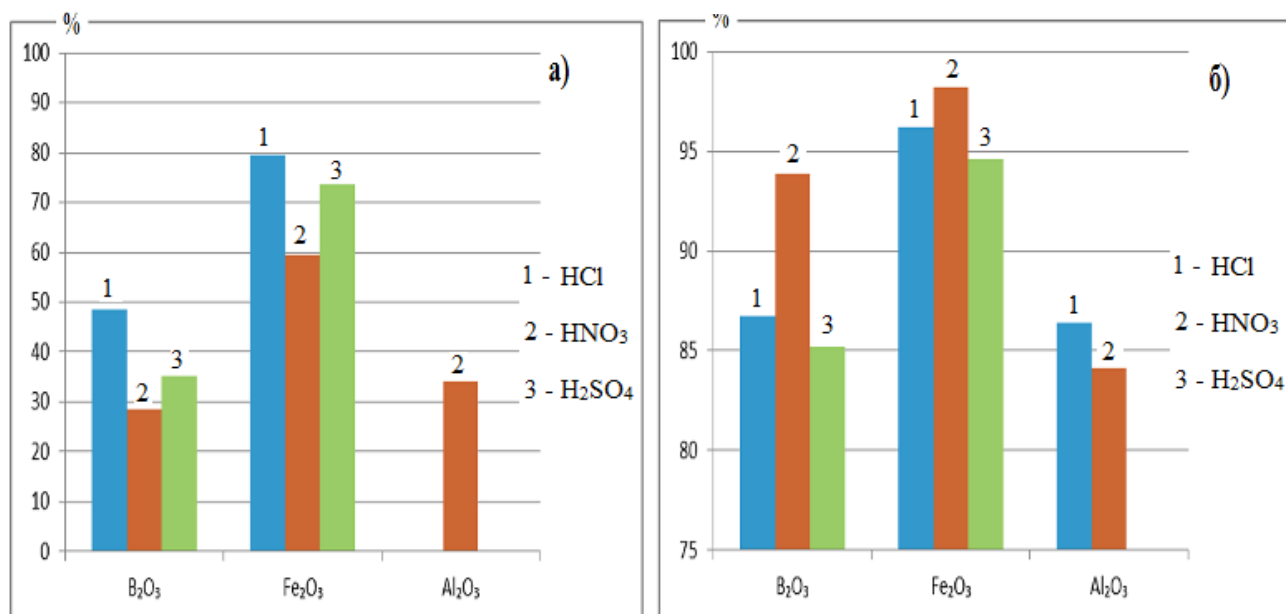 %
а)
100
90
80
70
60
50
40
30
20
10
0
1
2
3
1
2
3
2
B₂O₃
Fe₂O₃
Al₂O₃
1 - HCl
2 - HNO₃
3 - H₂SO₄
%
б)
100
95
90
85
80
75
1
2
3
1
2
3
1
2
B₂O₃
Fe₂O₃
Al₂O₃
1 - HCl
2 - HNO₃
3 - H₂SO₄